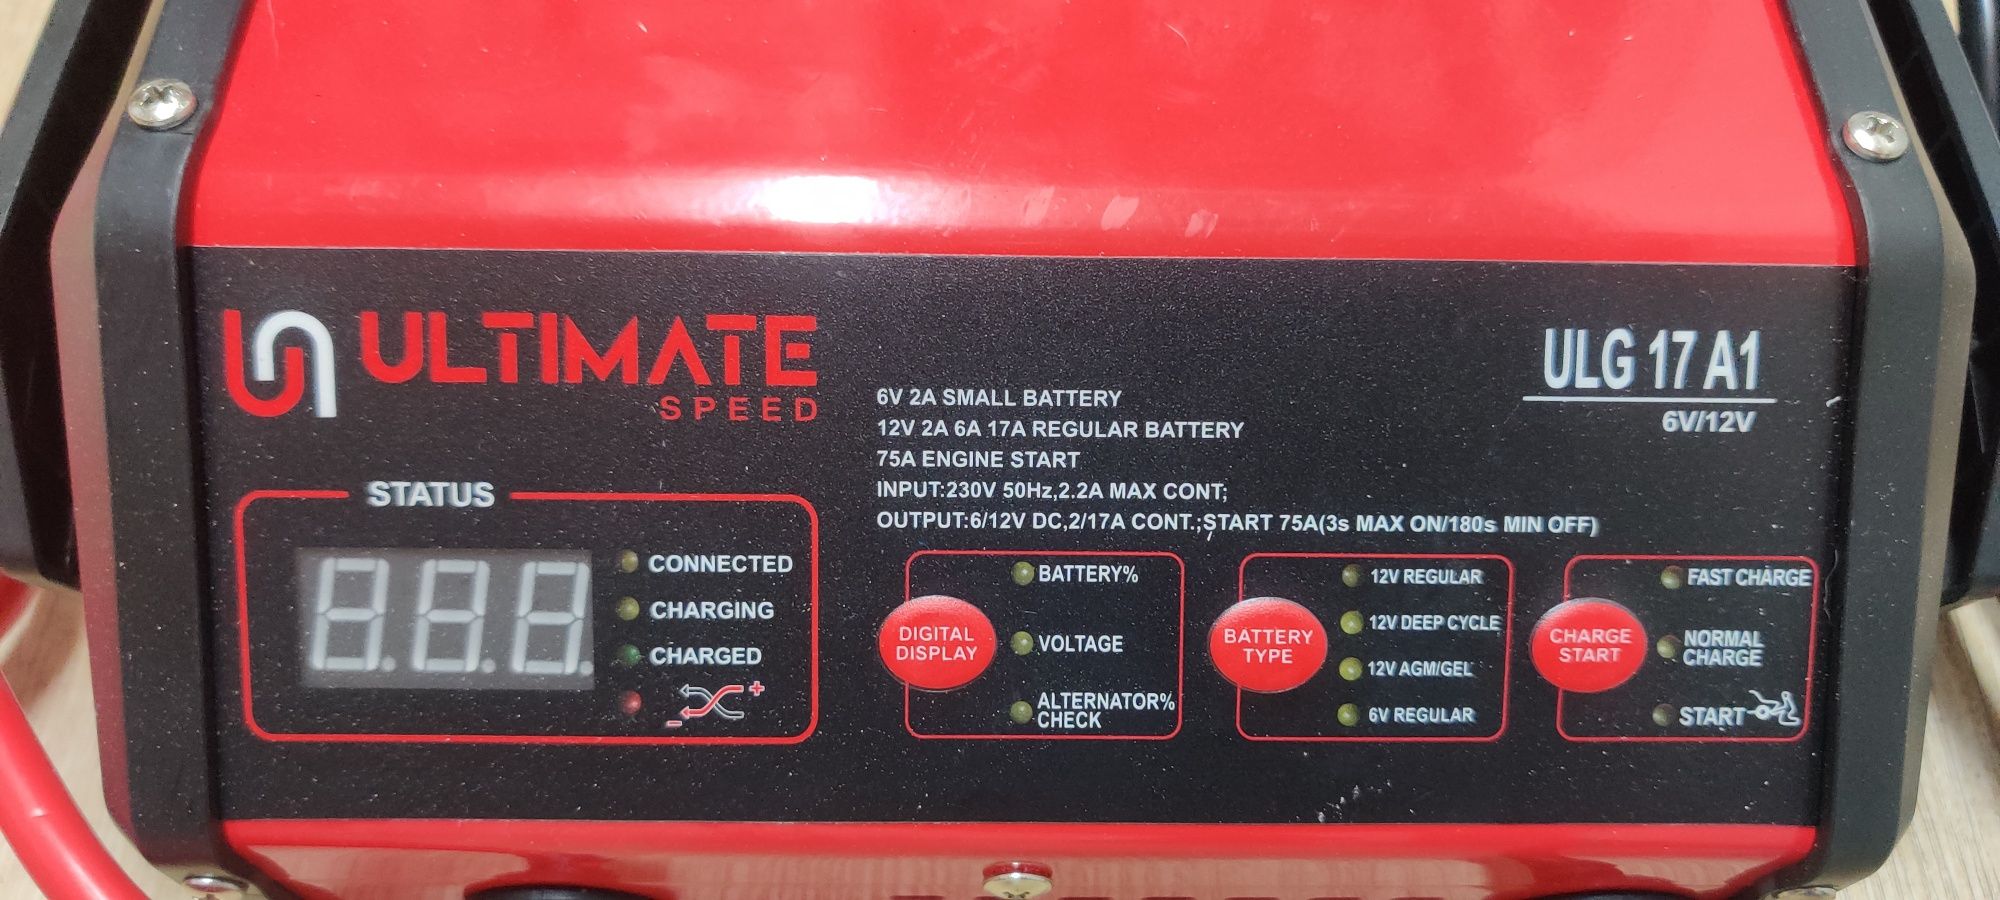 ULTIMATE
SPEED
ULG 17 A1
6V/12V
6V 2A SMALL BATTERY
12V 2A 6A 17A REGULAR BATTERY
75A ENGINE START
INPUT:230V 50Hz,2.2A MAX CONT;
OUTPUT:6/12V DC,2/17A CONT.;START 75A(3s MAX ON/180s MIN OFF)
STATUS
8.8.8.
CONNECTED
CHARGING
CHARGED
+
-
DIGITAL
DISPLAY
BATTERY%
VOLTAGE
ALTERNATOR%
CHECK
BATTERY
TYPE
12V REGULAR
12V DEEP CYCLE
12V AGM/GEL
6V REGULAR
CHARGE
START
FAST CHARGE
NORMAL
CHARGE
START